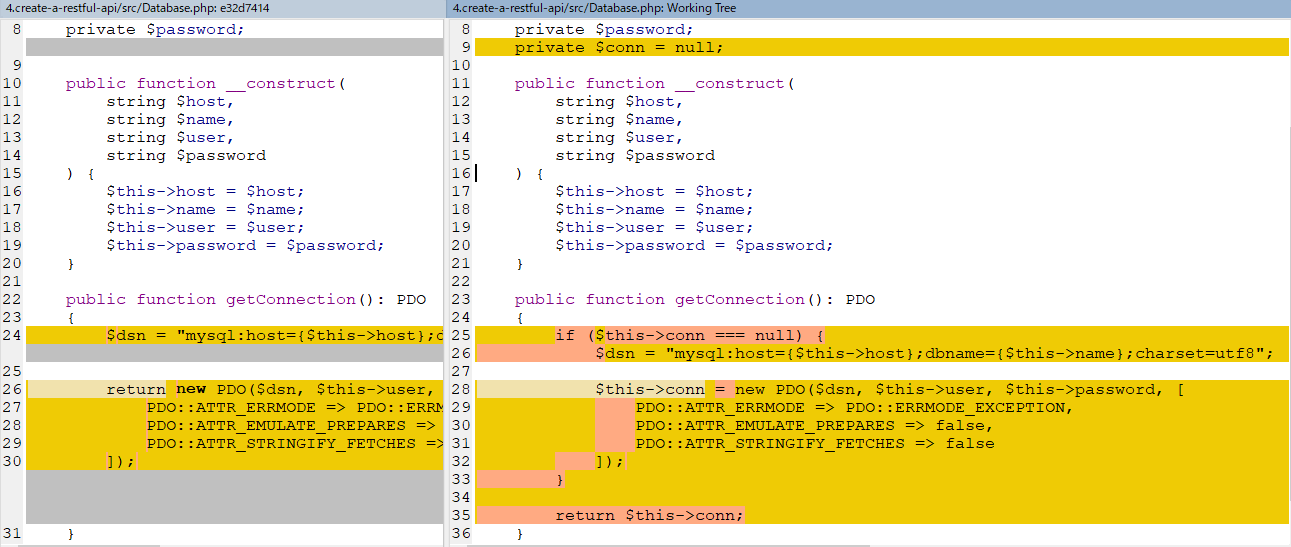 4.create-a-restful-api/src/Database.php: e32d7414
8 private $password;
9
10 public function __construct(
11 string $host,
12 string $name,
13 string $user,
14 string $password
15 ) {
16 $this->host = $host;
17 $this->name = $name;
18 $this->user = $user;
19 $this->password = $password;
20 }
21
22 public function getConnection(): PDO
23 {
24 $dsn = "mysql:host={$this->host};d
25
26 return new PDO($dsn, $this->user,
27 PDO::ATTR_ERRMODE => PDO::ERRM
28 PDO::ATTR_EMULATE_PREPARES =>
29 PDO::ATTR_STRINGIFY_FETCHES =>
30 ]);
31 }
4.create-a-restful-api/src/Database.php: Working Tree
8 private $password;
9 private $conn = null;
10
11 public function __construct(
12 string $host,
13 string $name,
14 string $user,
15 string $password
16 ) {
17 $this->host = $host;
18 $this->name = $name;
19 $this->user = $user;
20 $this->password = $password;
21 }
22
23 public function getConnection(): PDO
24 {
25 if ($this->conn === null) {
26 $dsn = "mysql:host={$this->host};dbname={$this->name};charset=utf8";
27
28 $this->conn = new PDO($dsn, $this->user, $this->password, [
29 PDO::ATTR_ERRMODE => PDO::ERRMODE_EXCEPTION,
30 PDO::ATTR_EMULATE_PREPARES => false,
31 PDO::ATTR_STRINGIFY_FETCHES => false
32 ]);
33 }
34
35 return $this->conn;
36 }